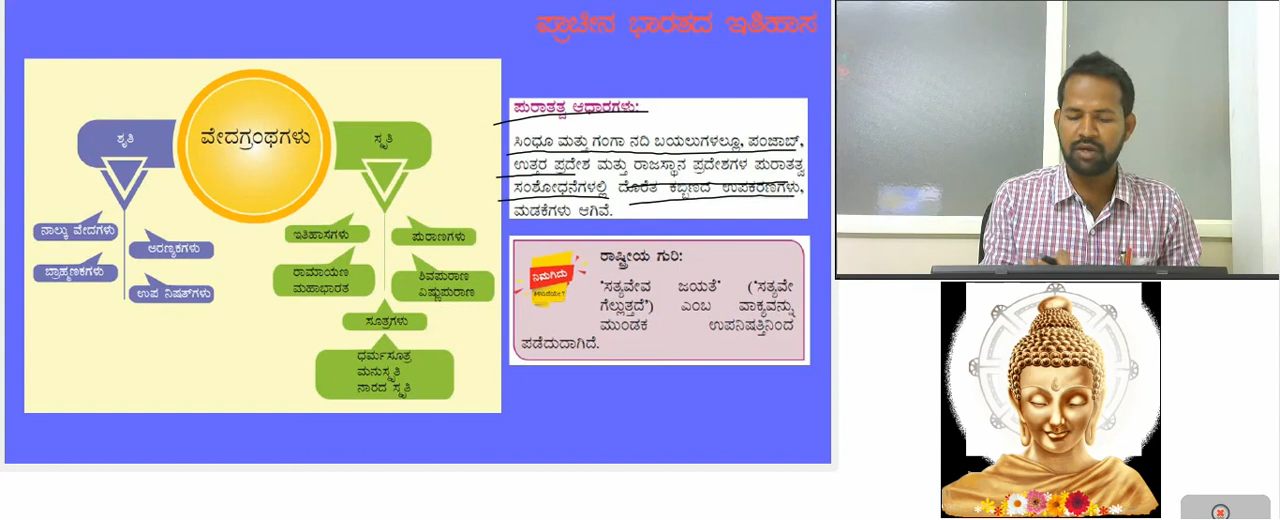 ಪ್ರಾಚೀನ ಭಾರತದ ಇತಿಹಾಸ
ವೇದಗ್ರಂಥಗಳು
ಶೃತಿ
ಸ್ಮೃತಿ
ನಾಲ್ಕು ವೇದಗಳು
ಅರಣ್ಯಕಗಳು
ಬ್ರಾಹ್ಮಣಕಗಳು
ಉಪ ನಿಷತ್‌ಗಳು
ಇತಿಹಾಸಗಳು
ಪುರಾಣಗಳು
ರಾಮಾಯಣ
ಮಹಾಭಾರತ
ಶಿವಪುರಾಣ
ವಿಷ್ಣುಪುರಾಣ
ಸೂತ್ರಗಳು
ಧರ್ಮಸೂತ್ರ
ಮನುಸ್ಮೃತಿ
ನಾರದ ಸ್ಮೃತಿ
ಪುರಾತತ್ವ ಆಧಾರಗಳು:
ಸಿಂಧೂ ಮತ್ತು ಗಂಗಾ ನದಿ ಬಯಲುಗಳಲ್ಲೂ, ಪಂಜಾಬ್,
ಉತ್ತರ ಪ್ರದೇಶ ಮತ್ತು ರಾಜಸ್ಥಾನ ಪ್ರದೇಶಗಳ ಪುರಾತತ್ವ
ಸಂಶೋಧನೆಗಳಲ್ಲಿ ದೊರೆತ ಕಬ್ಬಿಣದ ಉಪಕರಣಗಳು,
ಮಡಕೆಗಳು ಆಗಿವೆ.
ನಿಮಗಿದು
ತಿಳಿದಿದೆಯೇ?
ರಾಷ್ಟ್ರೀಯ ಗುರಿ:
'ಸತ್ಯವೇವ ಜಯತೆ' ('ಸತ್ಯವೇ
ಗೆಲ್ಲುತ್ತದೆ') ಎಂಬ ವಾಕ್ಯವನ್ನು
ಮುಂಡಕ ಉಪನಿಷತ್ತಿನಿಂದ
ಪಡೆದುದಾಗಿದೆ.